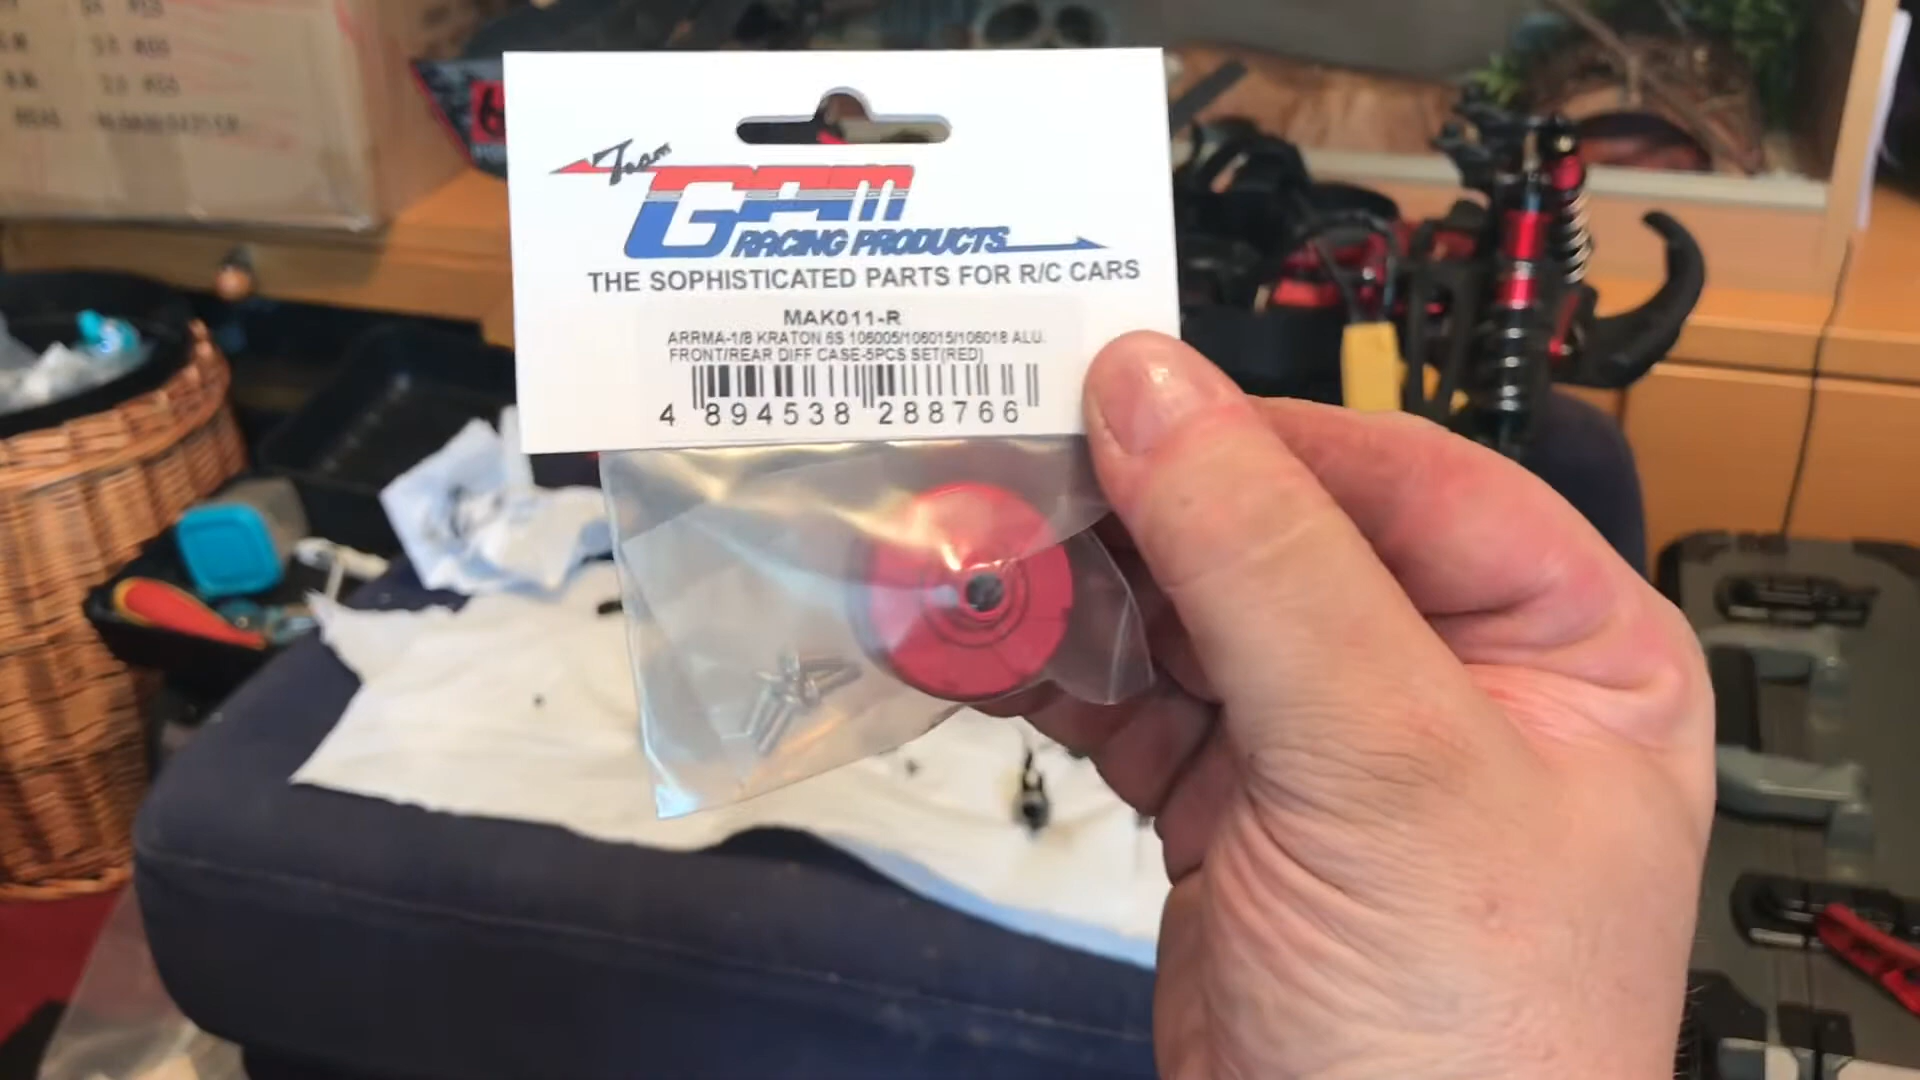 Team
GPM
RACING PRODUCTS
THE SOPHISTICATED PARTS FOR R/C CARS
MAK011-R
ARRMA-1/8 KRATON 6S 106005/106015/106018 ALU.
FRONT/REAR DIFF CASE-5PCS SET(RED)
4 894538 288766